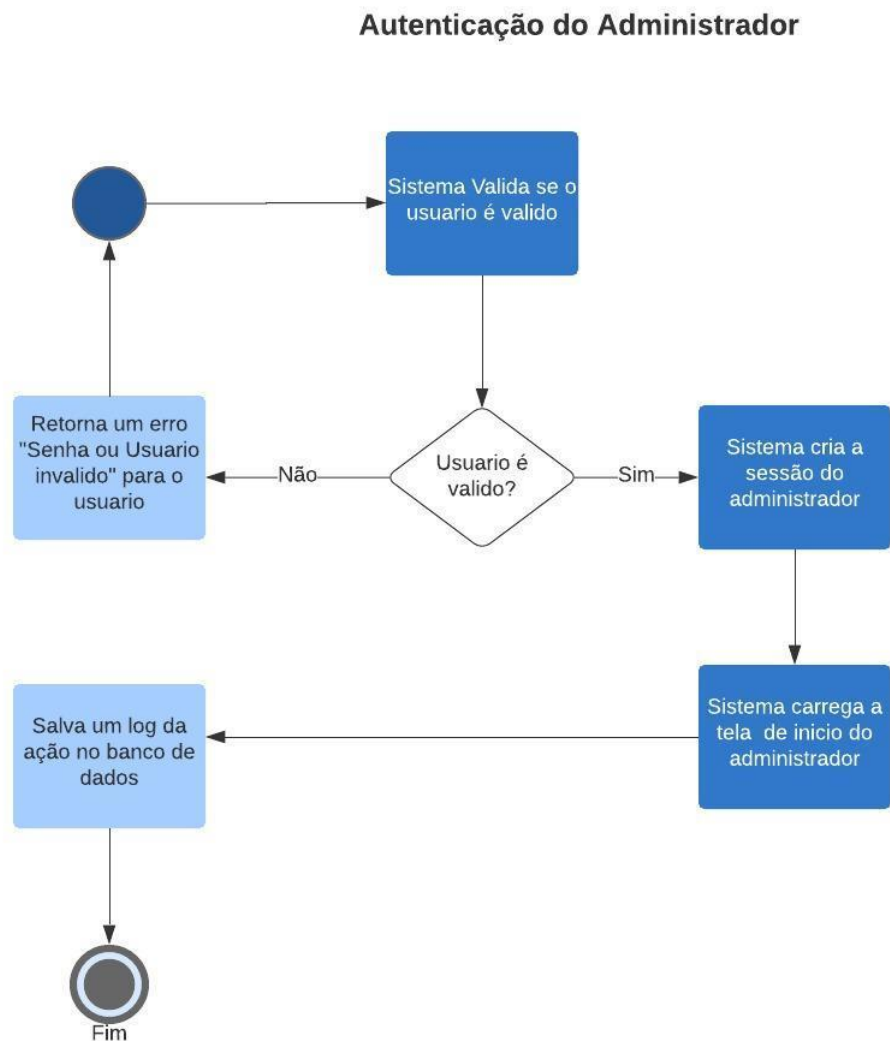 Autenticação do Administrador
Sistema Valida se o
usuario é valido
Retorna um erro
"Senha ou Usuario
invalido" para o
usuario
Não
Usuario é
valido?
Sim
Sistema cria a
sessão do
administrador
Salva um log da
ação no banco de
dados
Sistema carrega a
tela de inicio do
administrador
Fim